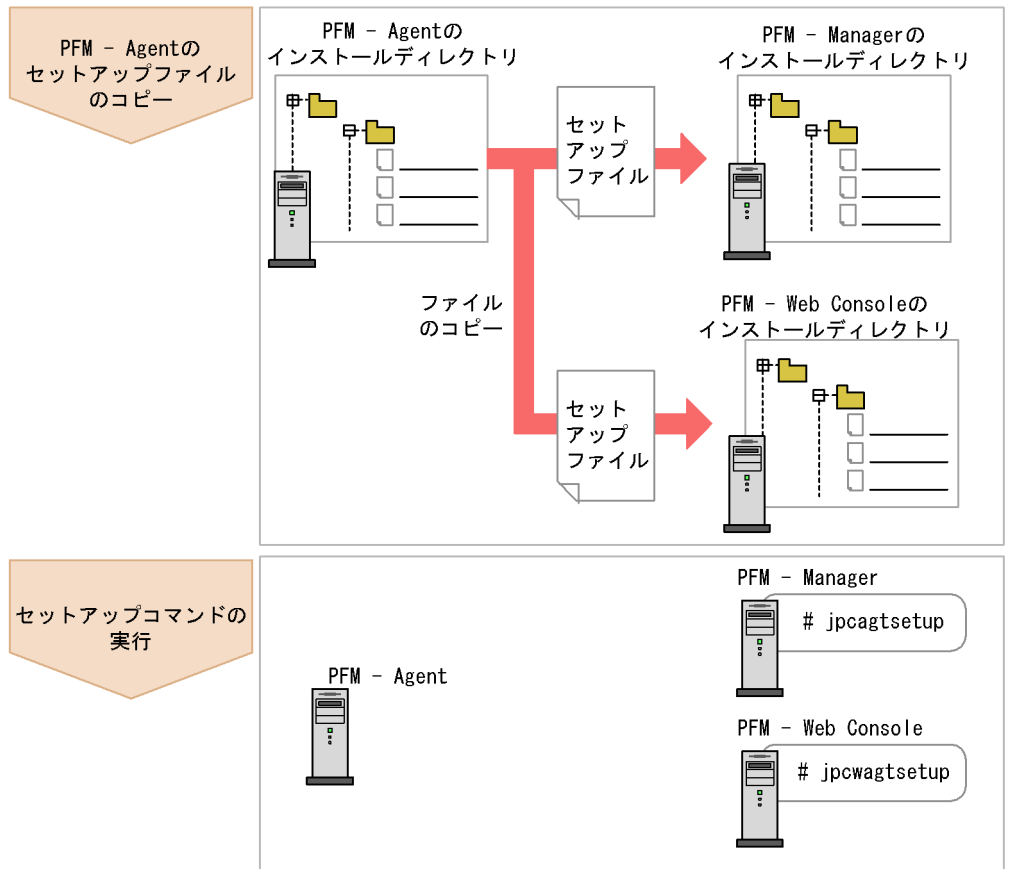 PFM - Agentの
セットアップファイル
のコピー
PFM - Agentの
インストールディレクトリ
PFM - Managerの
インストールディレクトリ
セット
アップ
ファイル
ファイル
のコピー
PFM - Web Consoleの
インストールディレクトリ
セット
アップ
ファイル
セットアップコマンドの
実行
PFM - Agent
PFM - Manager
# jpcagtsetup
PFM - Web Console
# jpcwagtsetup